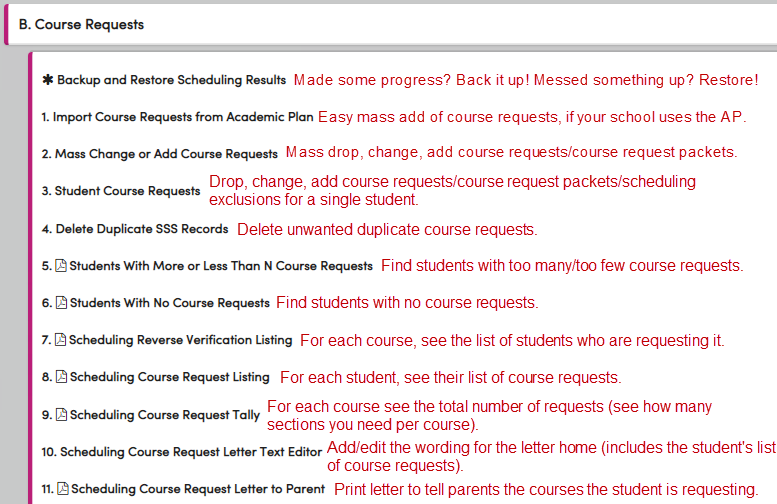 B. Course Requests
✱ Backup and Restore Scheduling Results Made some progress? Back it up! Messed something up? Restore!
1. Import Course Requests from Academic Plan Easy mass add of course requests, if your school uses the AP.
2. Mass Change or Add Course Requests Mass drop, change, add course requests/course request packets.
3. Student Course Requests Drop, change, add course requests/course request packets/scheduling
exclusions for a single student.
4. Delete Duplicate SSS Records Delete unwanted duplicate course requests.
5. Students With More or Less Than N Course Requests Find students with too many/too few course requests.
6. Students With No Course Requests Find students with no course requests.
7. Scheduling Reverse Verification Listing For each course, see the list of students who are requesting it.
8. Scheduling Course Request Listing For each student, see their list of course requests.
9. Scheduling Course Request Tally For each course see the total number of requests (see how many
sections you need per course).
10. Scheduling Course Request Letter Text Editor Add/edit the wording for the letter home (includes the student's list
of course requests).
11. Scheduling Course Request Letter to Parent Print letter to tell parents the courses the student is requesting.